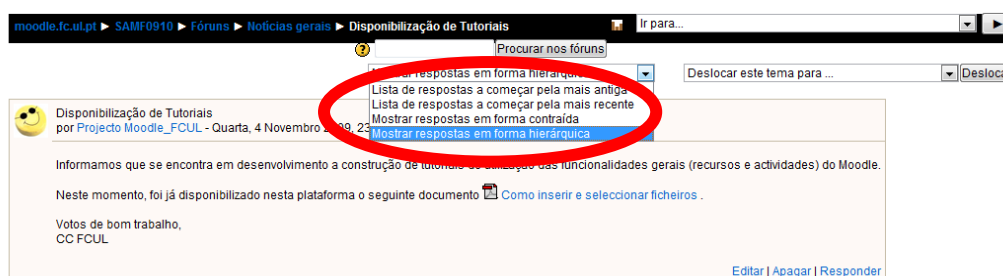 moodle.fc.ul.pt ► SAMF0910 ► Fóruns ► Notícias gerais ► Disponibilização de Tutoriais
Ir para...
Procurar nos fóruns
Mostrar respostas em forma hierárquica
Deslocar este tema para ...
Desloca
Lista de respostas a começar pela mais antiga
Lista de respostas a começar pela mais recente
Mostrar respostas em forma contraída
Mostrar respostas em forma hierárquica
Disponibilização de Tutoriais
por Projecto Moodle_FCUL - Quarta, 4 Novembro 2009, 23
Informamos que se encontra em desenvolvimento a construção de tutoriais de utilização das funcionalidades gerais (recursos e actividades) do Moodle.
Neste momento, foi já disponibilizado nesta plataforma o seguinte documento Como inserir e seleccionar ficheiros .
Votos de bom trabalho,
CC FCUL
Editar | Apagar | Responder